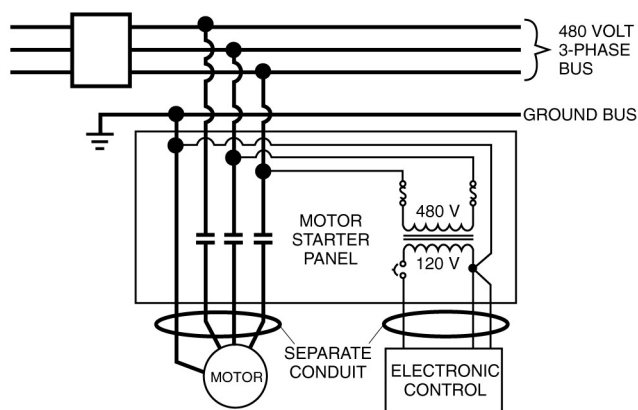 480 VOLT
3-PHASE
BUS
GROUND BUS
480 V
MOTOR
STARTER
PANEL
120 V
SEPARATE
CONDUIT
MOTOR
ELECTRONIC
CONTROL